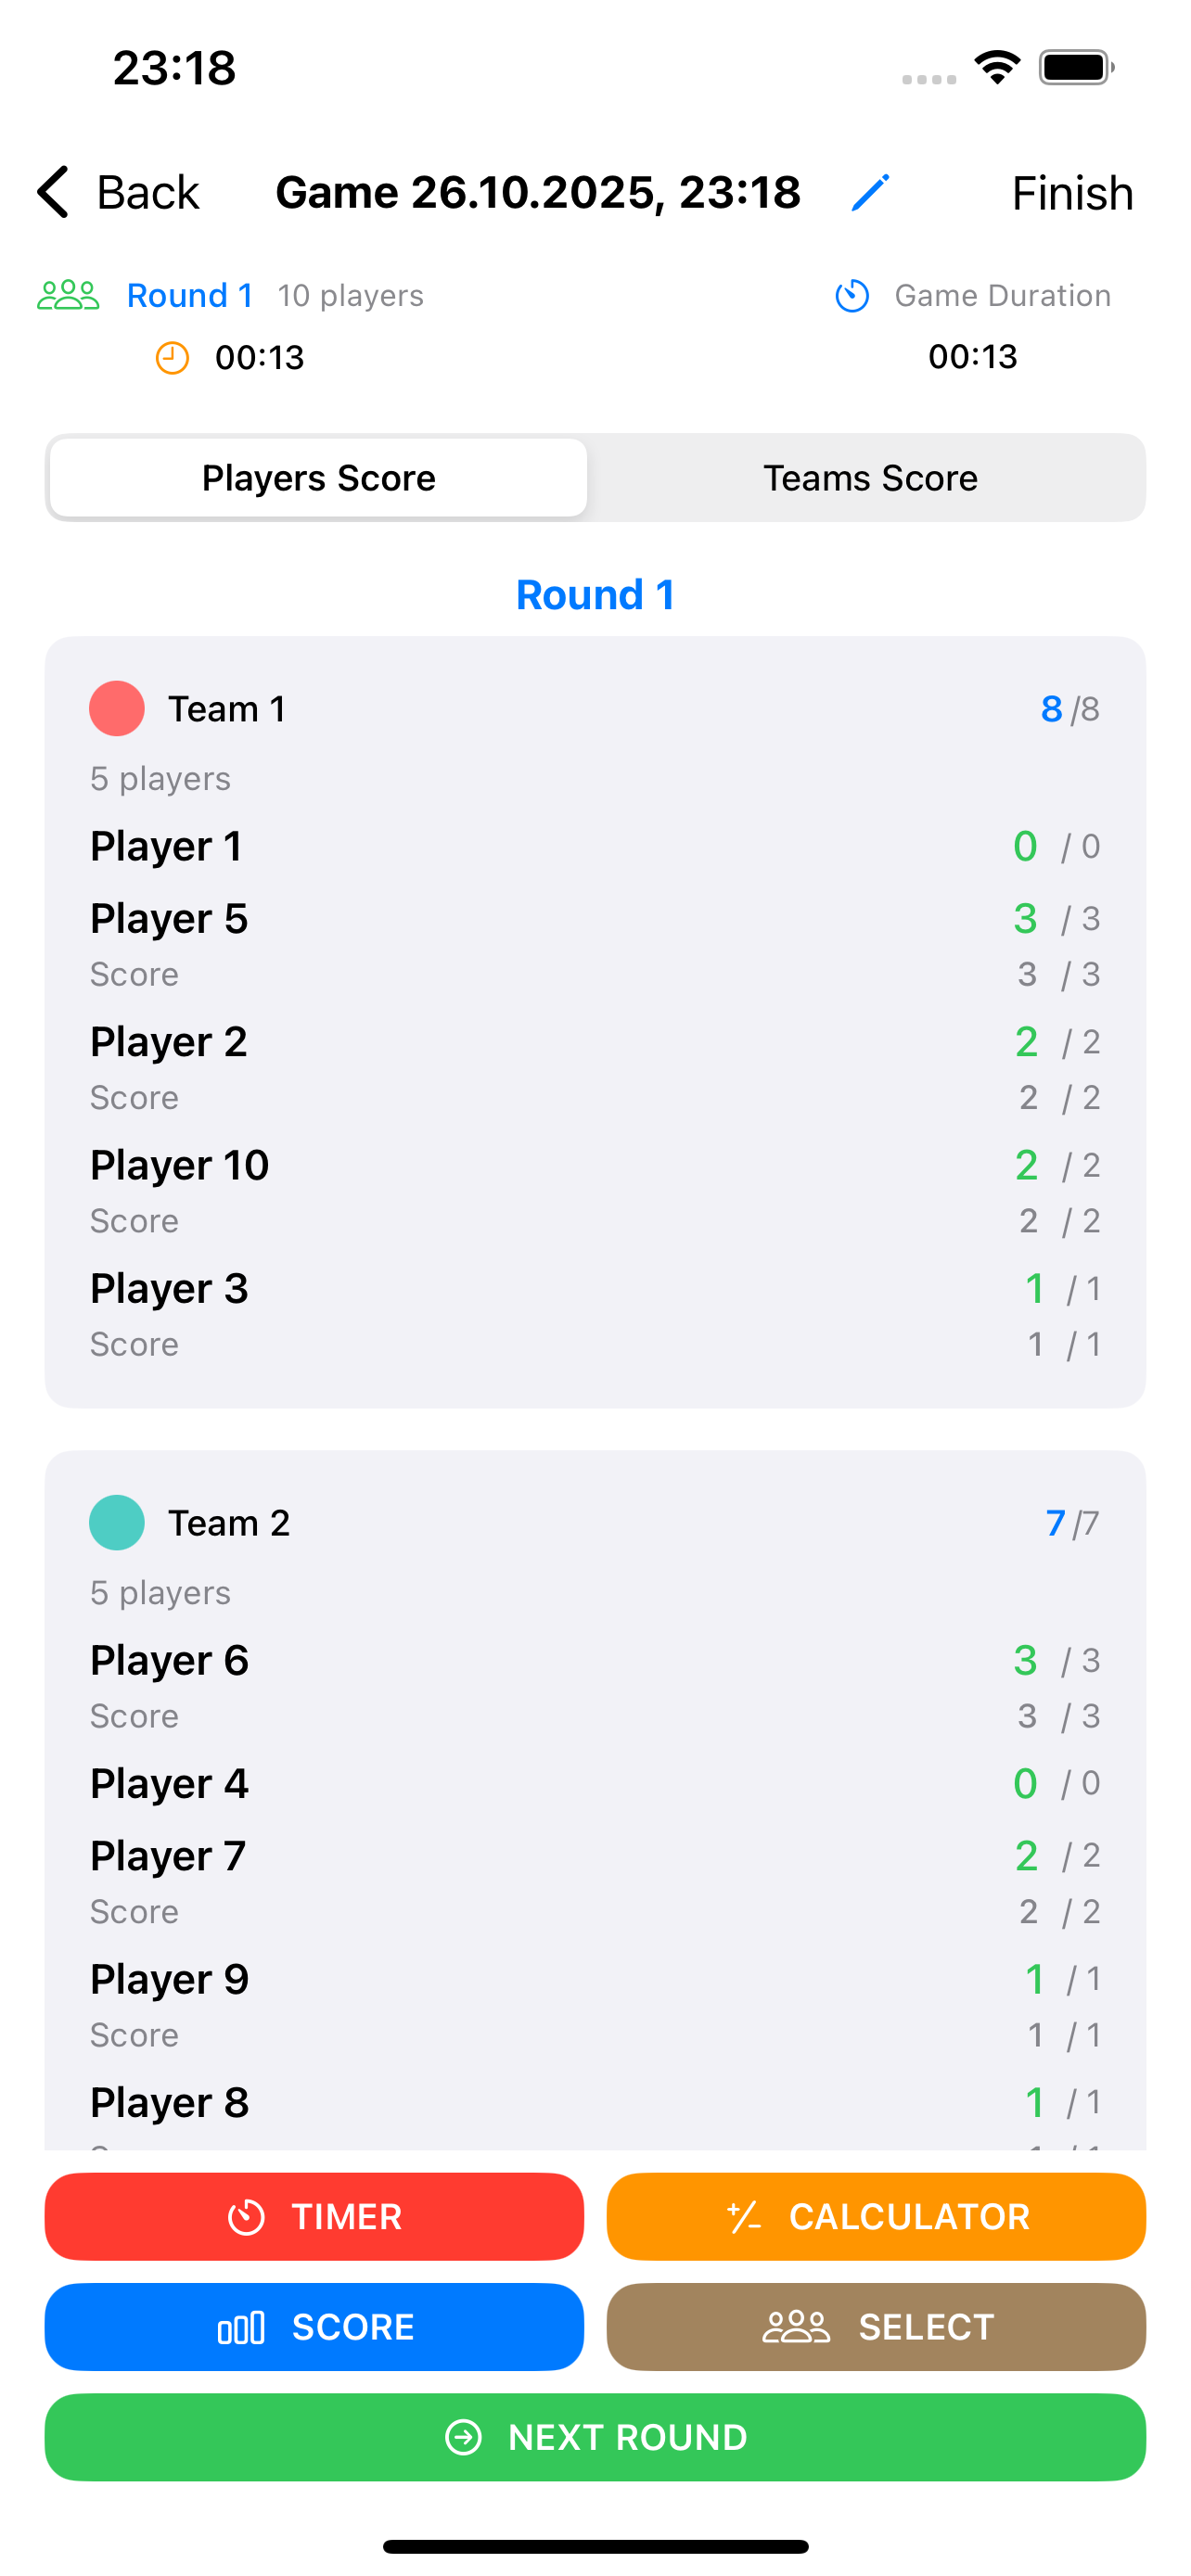 23:18
Back Game 26.10.2025, 23:18 Finish
Round 1 10 players Game Duration
00:13 00:13
Players Score Teams Score
Round 1
Team 1 8 /8
5 players
Player 1 0 / 0
Player 5 3 / 3
Score 3 / 3
Player 2 2 / 2
Score 2 / 2
Player 10 2 / 2
Score 2 / 2
Player 3 1 / 1
Score 1 / 1
Team 2 7 /7
5 players
Player 6 3 / 3
Score 3 / 3
Player 4 0 / 0
Player 7 2 / 2
Score 2 / 2
Player 9 1 / 1
Score 1 / 1
Player 8 1 / 1
TIMER CALCULATOR
SCORE SELECT
NEXT ROUND